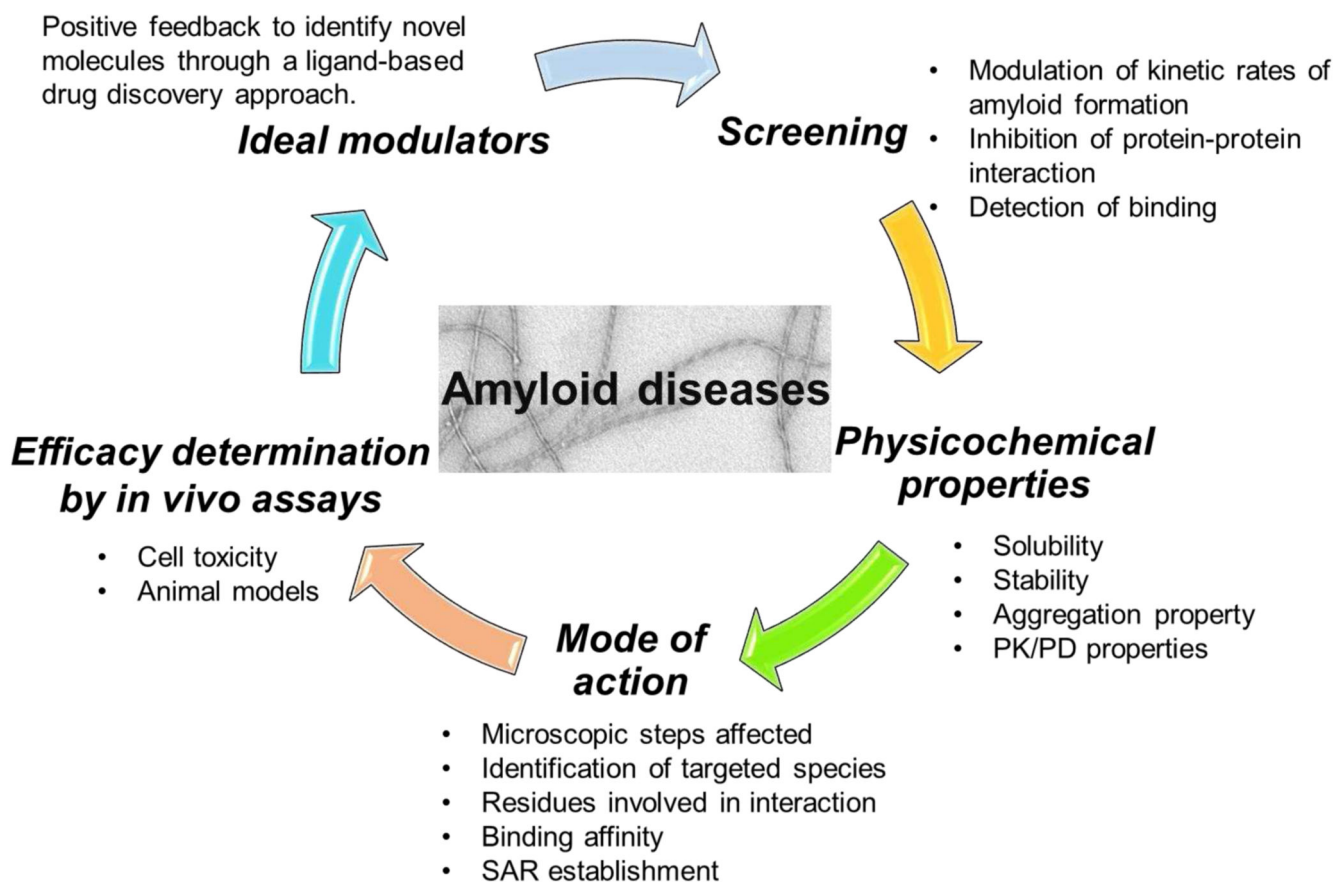 Positive feedback to identify novel
molecules through a ligand-based
drug discovery approach.
Ideal modulators
Screening
• Modulation of kinetic rates of
amyloid formation
• Inhibition of protein-protein
interaction
• Detection of binding
Amyloid diseases
Physicochemical
properties
• Solubility
• Stability
• Aggregation property
• PK/PD properties
Mode of
action
• Microscopic steps affected
• Identification of targeted species
• Residues involved in interaction
• Binding affinity
• SAR establishment
Efficacy determination
by in vivo assays
• Cell toxicity
• Animal models